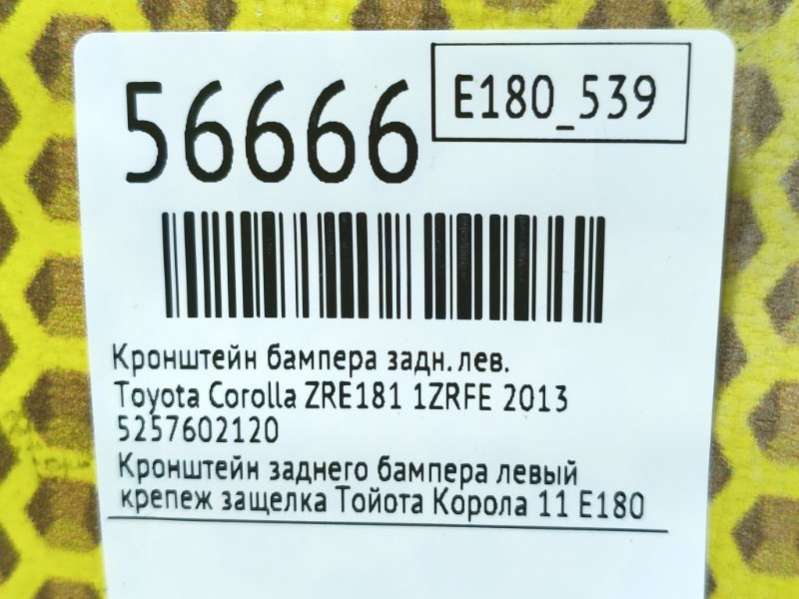 56666
E180_539
Кронштейн бампера задн. лев.
Toyota Corolla ZRE181 1ZRFE 2013
5257602120
Кронштейн заднего бампера левый
крепеж защелка Тойота Корола 11 Е180